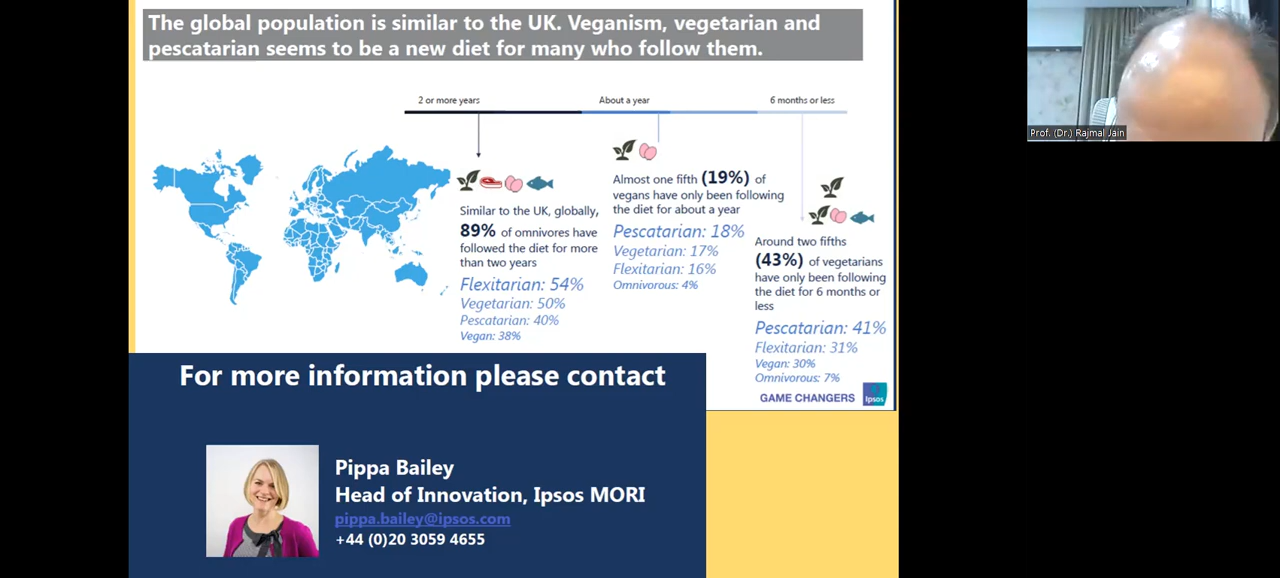 The global population is similar to the UK. Veganism, vegetarian and
pescatarian seems to be a new diet for many who follow them.
2 or more years
About a year
6 months or less
Similar to the UK, globally,
89% of omnivores have
followed the diet for more
than two years
Flexitarian: 54%
Vegetarian: 50%
Pescatarian: 40%
Vegan: 38%
Almost one fifth (19%) of
vegans have only been following
the diet for about a year
Pescatarian: 18%
Vegetarian: 17%
Flexitarian: 16%
Omnivorous: 4%
Around two fifths
(43%) of vegetarians
have only been following
the diet for 6 months or
less
Pescatarian: 41%
Flexitarian: 31%
Vegan: 30%
Omnivorous: 7%
GAME CHANGERS
Ipsos
For more information please contact
Pippa Bailey
Head of Innovation, Ipsos MORI
pippa.bailey@ipsos.com
+44 (0)20 3059 4655
Prof. (Dr.) Rajmal Jain